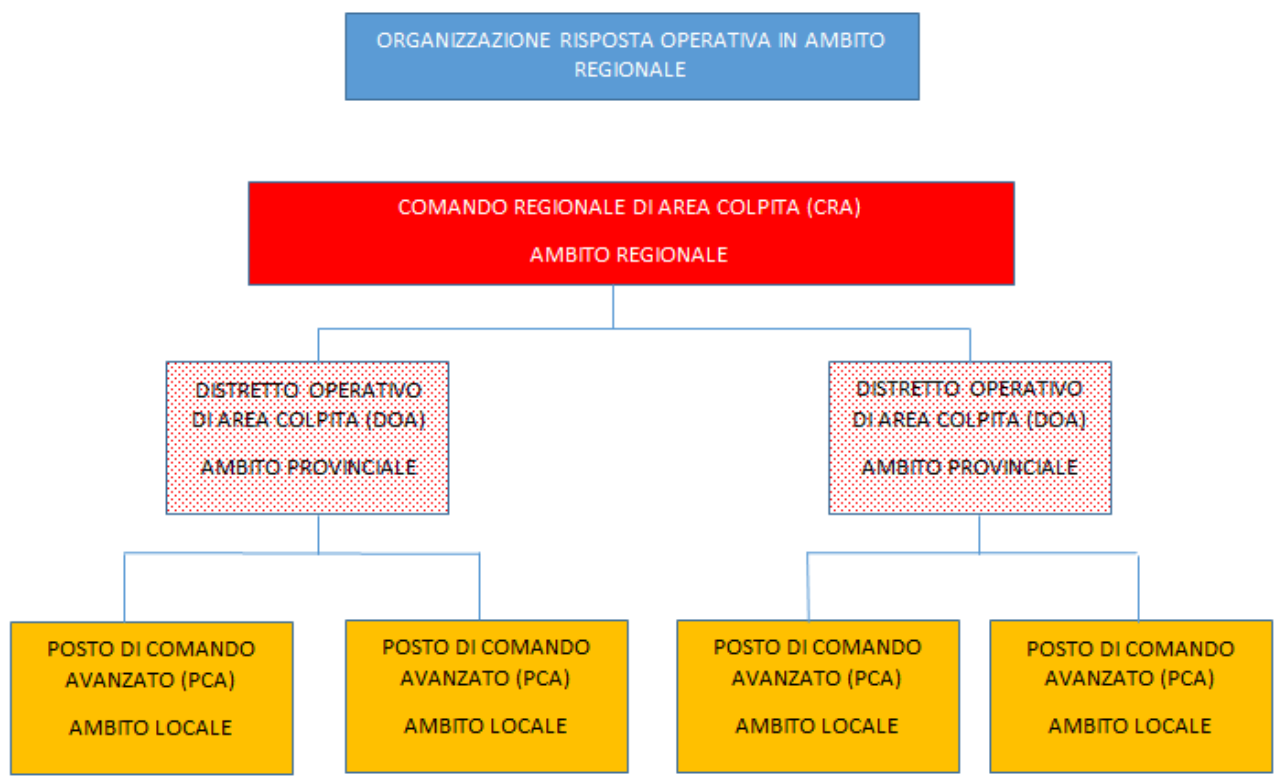 ORGANIZZAZIONE RISPOSTA OPERATIVA IN AMBITO
REGIONALE
COMANDO REGIONALE DI AREA COLPITA (CRA)
AMBITO REGIONALE
DISTRETTO OPERATIVO
DI AREA COLPITA (DOA)
AMBITO PROVINCIALE
DISTRETTO OPERATIVO
DI AREA COLPITA (DOA)
AMBITO PROVINCIALE
POSTO DI COMANDO
AVANZATO (PCA)
AMBITO LOCALE
POSTO DI COMANDO
AVANZATO (PCA)
AMBITO LOCALE
POSTO DI COMANDO
AVANZATO (PCA)
AMBITO LOCALE
POSTO DI COMANDO
AVANZATO (PCA)
AMBITO LOCALE